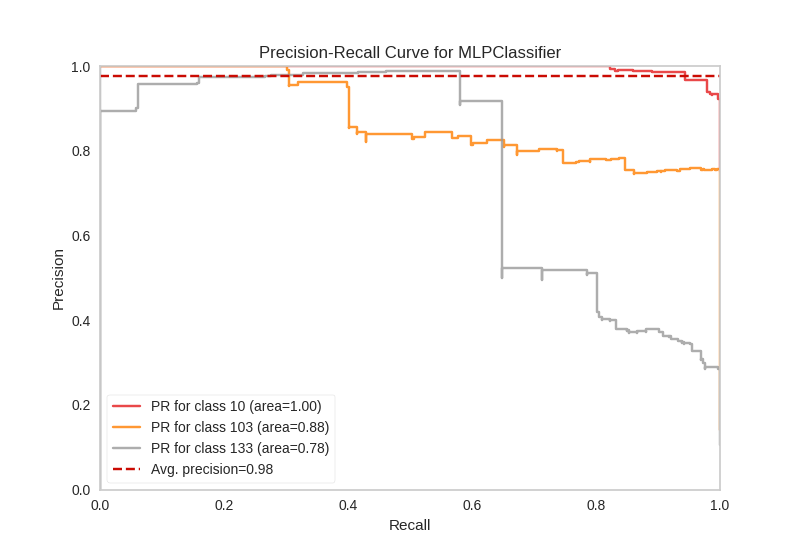 Precision-Recall Curve for MLPClassifier
1.0
0.8
0.6
0.4
0.2
0.0
Precision
PR for class 10 (area=1.00)
PR for class 103 (area=0.88)
PR for class 133 (area=0.78)
Avg. precision=0.98
0.0 0.2 0.4 0.6 0.8 1.0
Recall